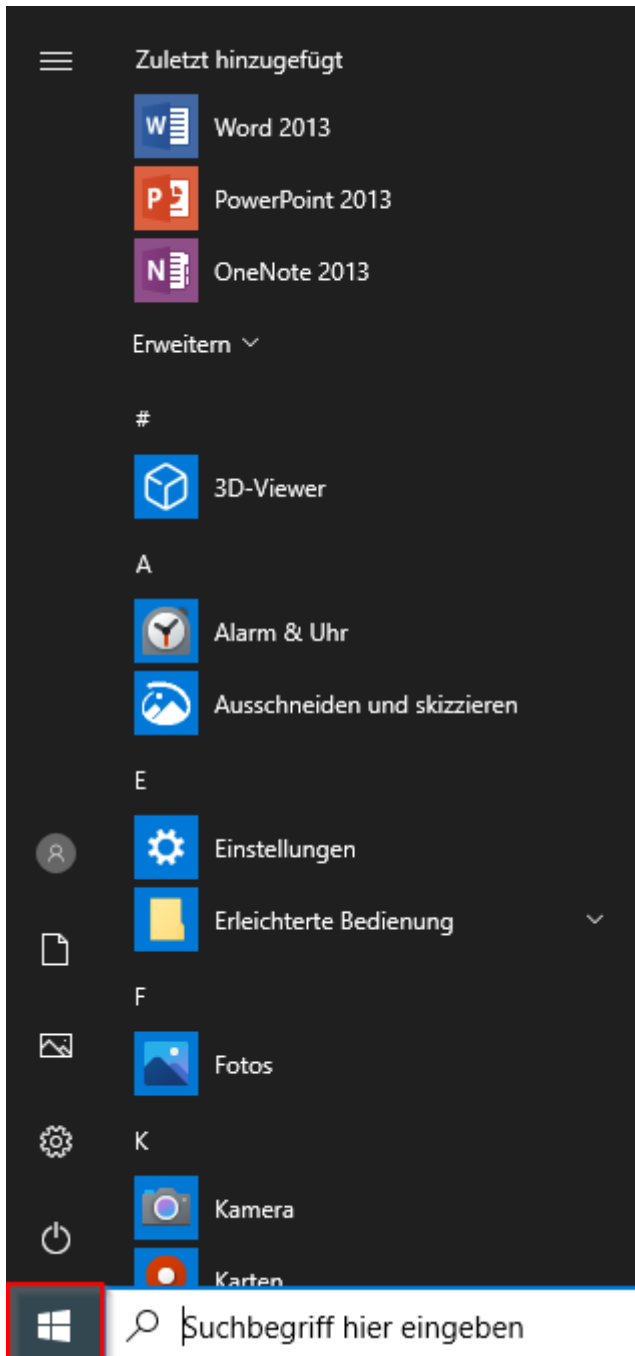 Zuletzt hinzugefügt
Word 2013
PowerPoint 2013
OneNote 2013
Erweitern
#
3D-Viewer
A
Alarm & Uhr
Ausschneiden und skizzieren
E
Einstellungen
Erleichterte Bedienung
F
Fotos
K
Kamera
Karten
Suchbegriff hier eingeben